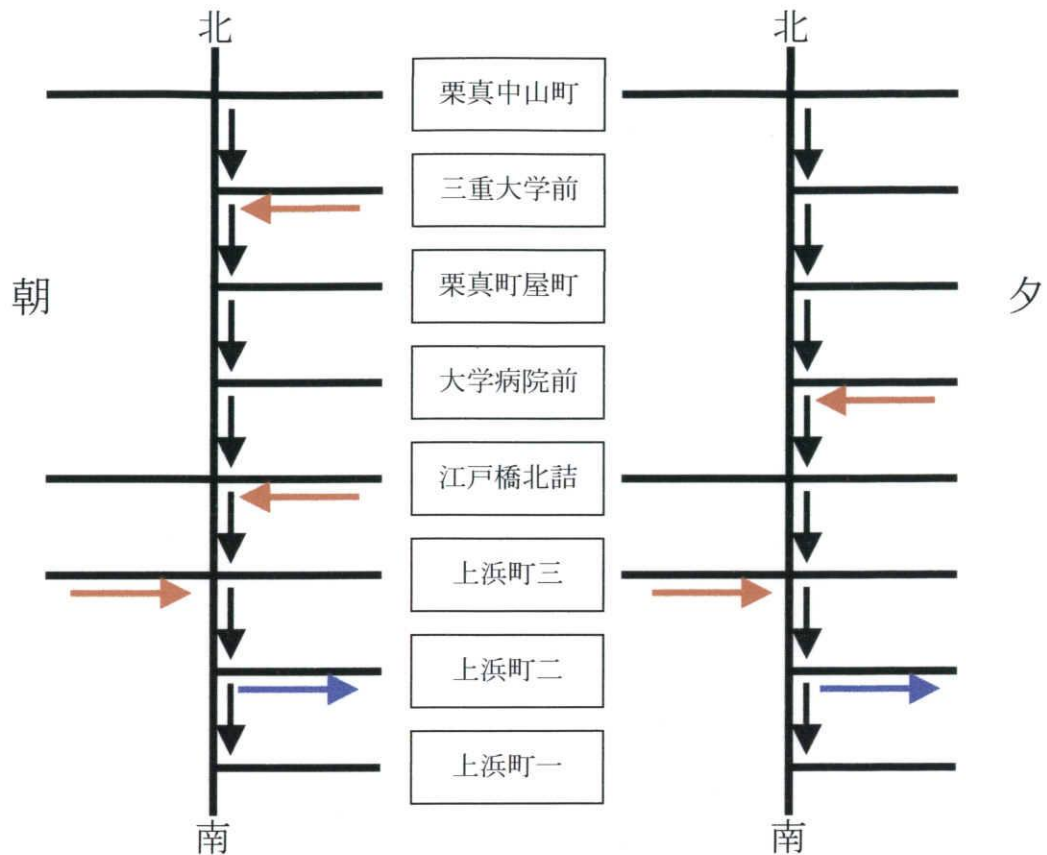 北
北
栗真中山町
三重大学前
朝
栗真町屋町
夕
大学病院前
江戸橋北詰
上浜町三
上浜町二
上浜町一
南
南